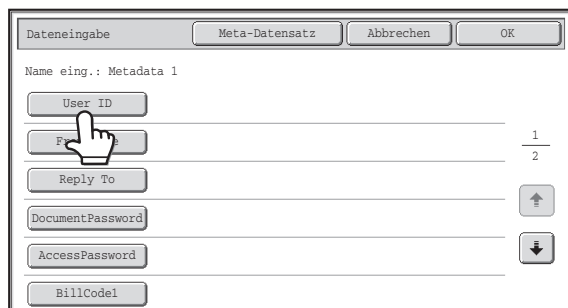 Dateneingabe Meta-Datensatz Abbrechen OK
Name eing.: Metadata 1
User ID
1
2
Reply To
DocumentPassword
AccessPassword
BillCode1